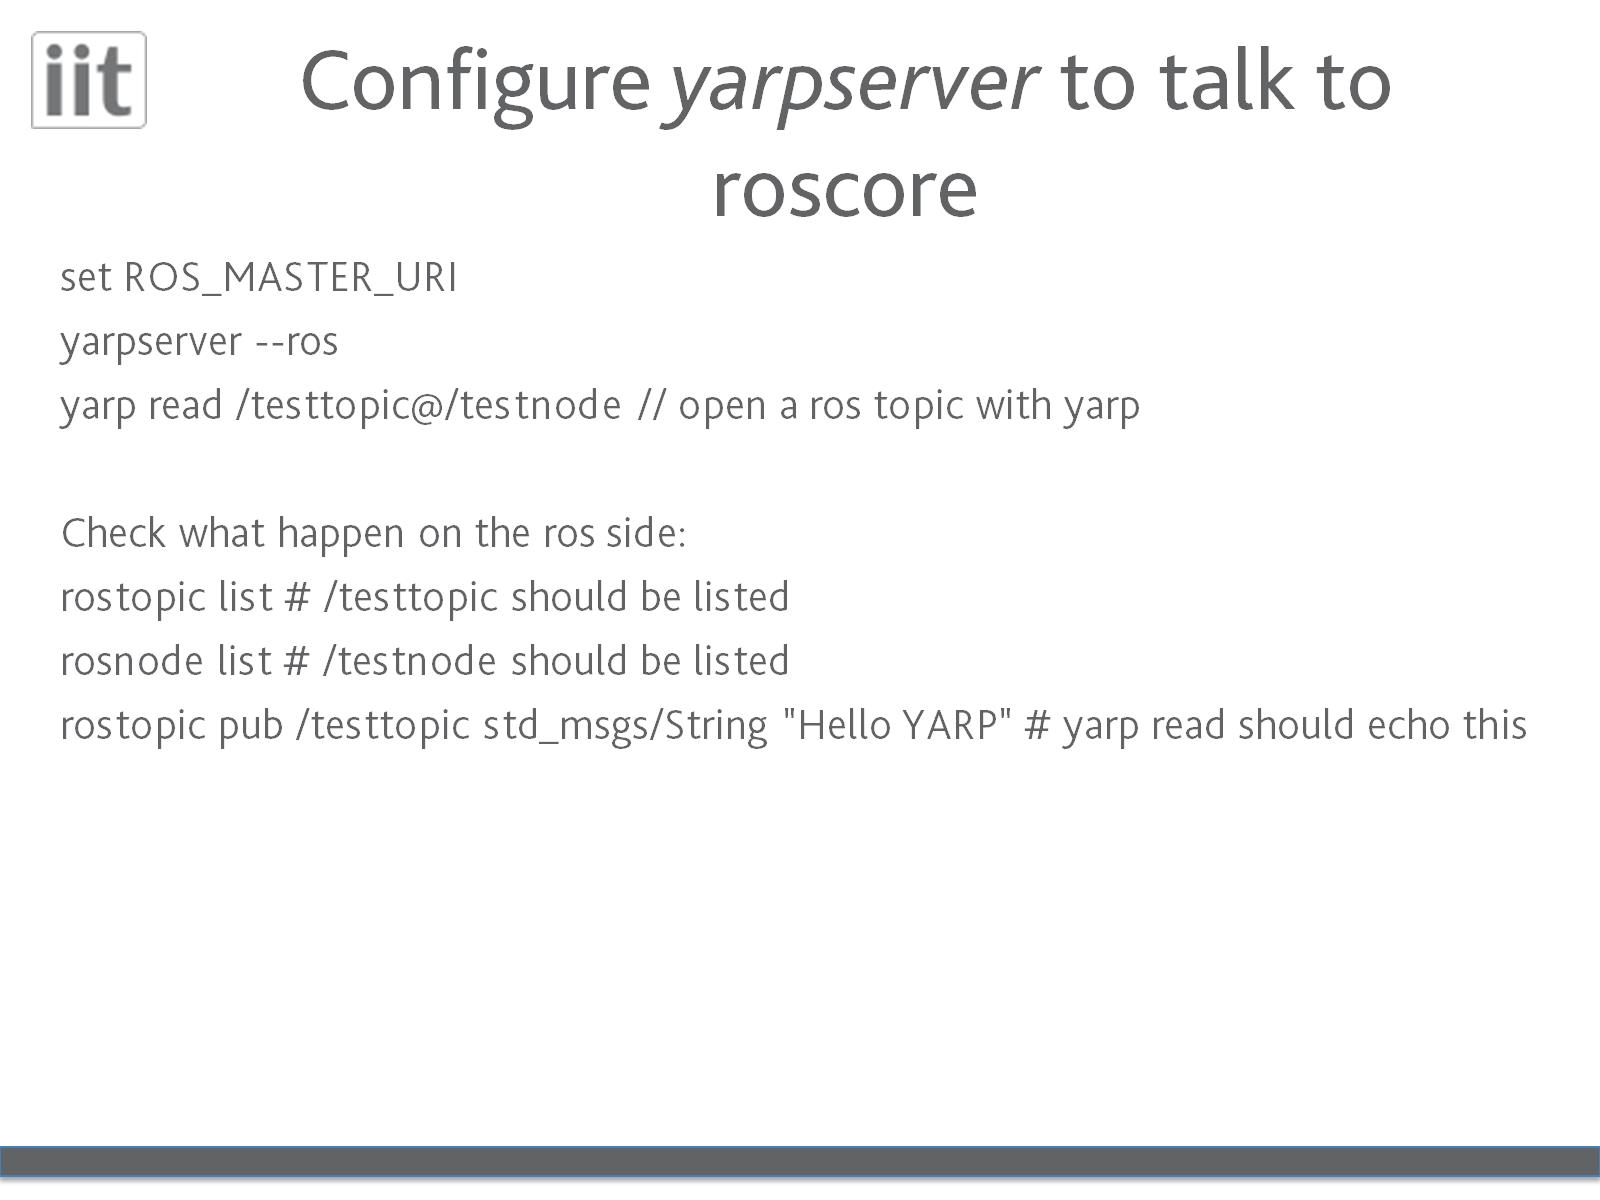 iit
Configure yarpserver to talk to
roscore
set ROS_MASTER_URI
yarpserver --ros
yarp read /testtopic@/testnode // open a ros topic with yarp
Check what happen on the ros side:
rostopic list # /testtopic should be listed
rosnode list # /testnode should be listed
rostopic pub /testtopic std_msgs/String "Hello YARP" # yarp read should echo this